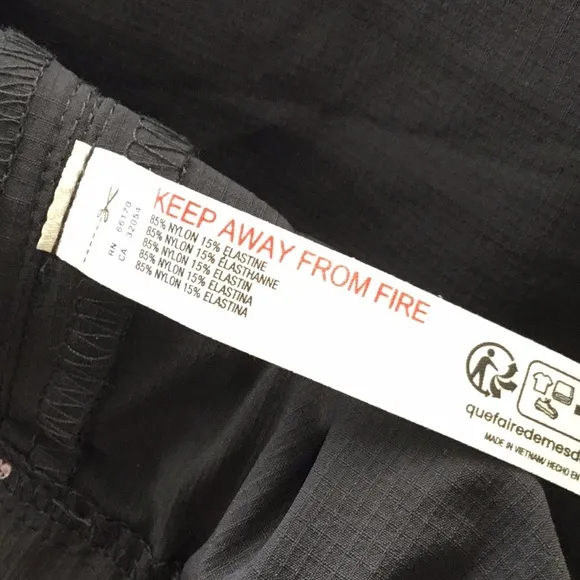 RN 66170
CA 32054
KEEP AWAY FROM FIRE
85% NYLON 15% ELASTINE
85% NYLON 15% ELASTHANNE
85% NYLON 15% ELASTIN
85% NYLON 15% ELASTINA
85% NYLON 15% ELASTINA
quefairedemesd
MADE IN VIETNAM/ HECHO EN